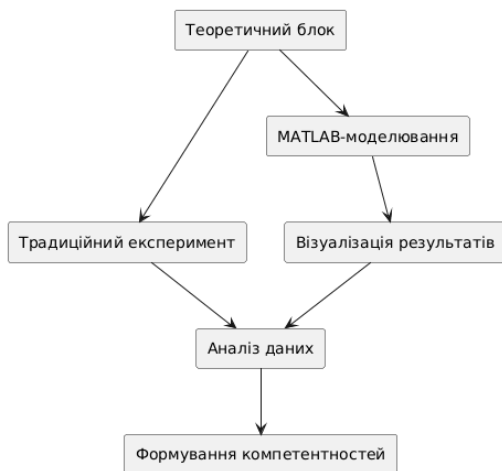 Теоретичний блок
MATLAB-моделювання
Традиційний експеримент
Візуалізація результатів
Аналіз даних
Формування компетентностей